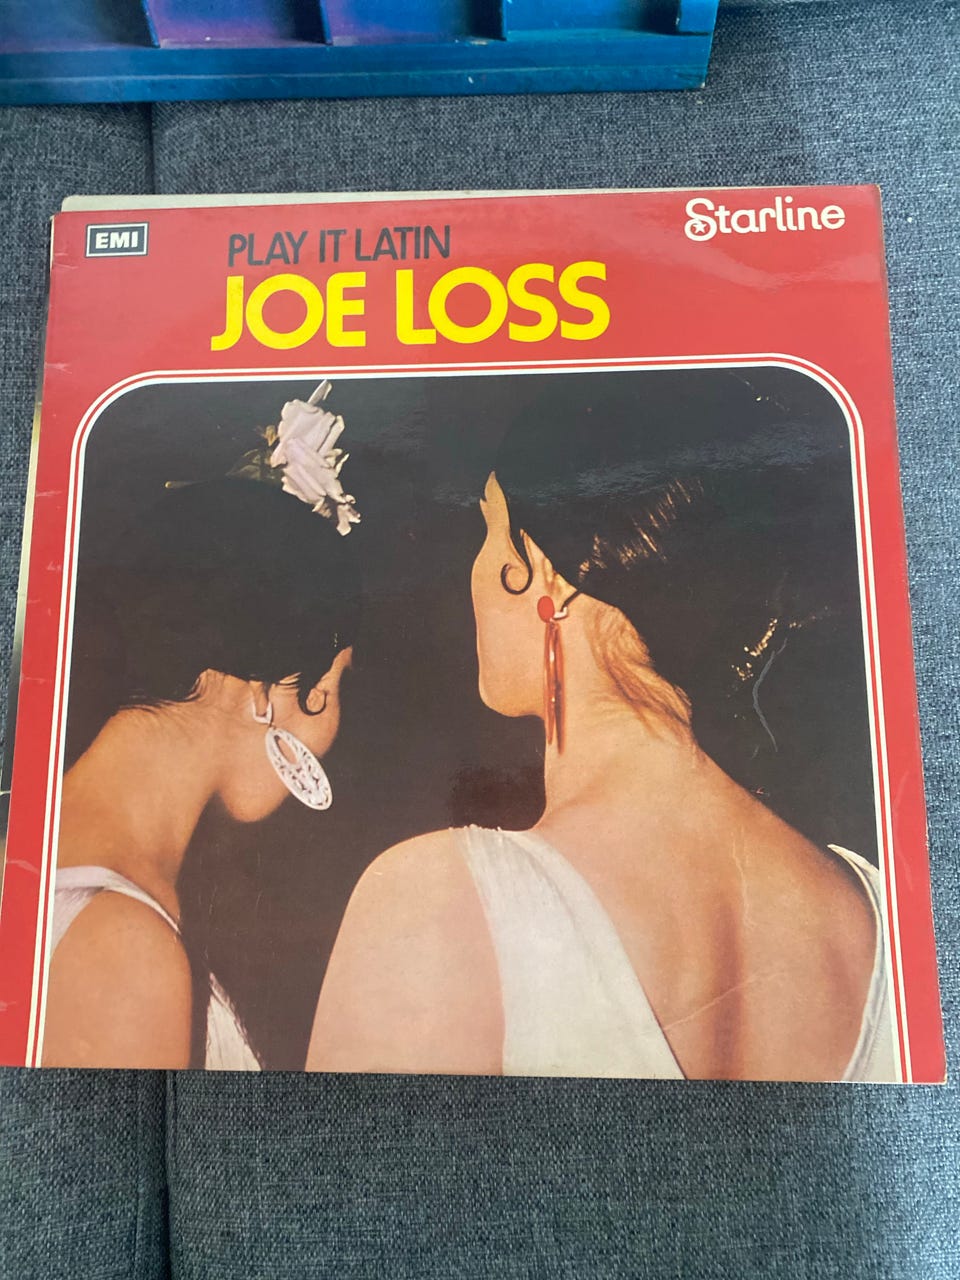 EMI
Starline
PLAY IT LATIN
JOE LOSS